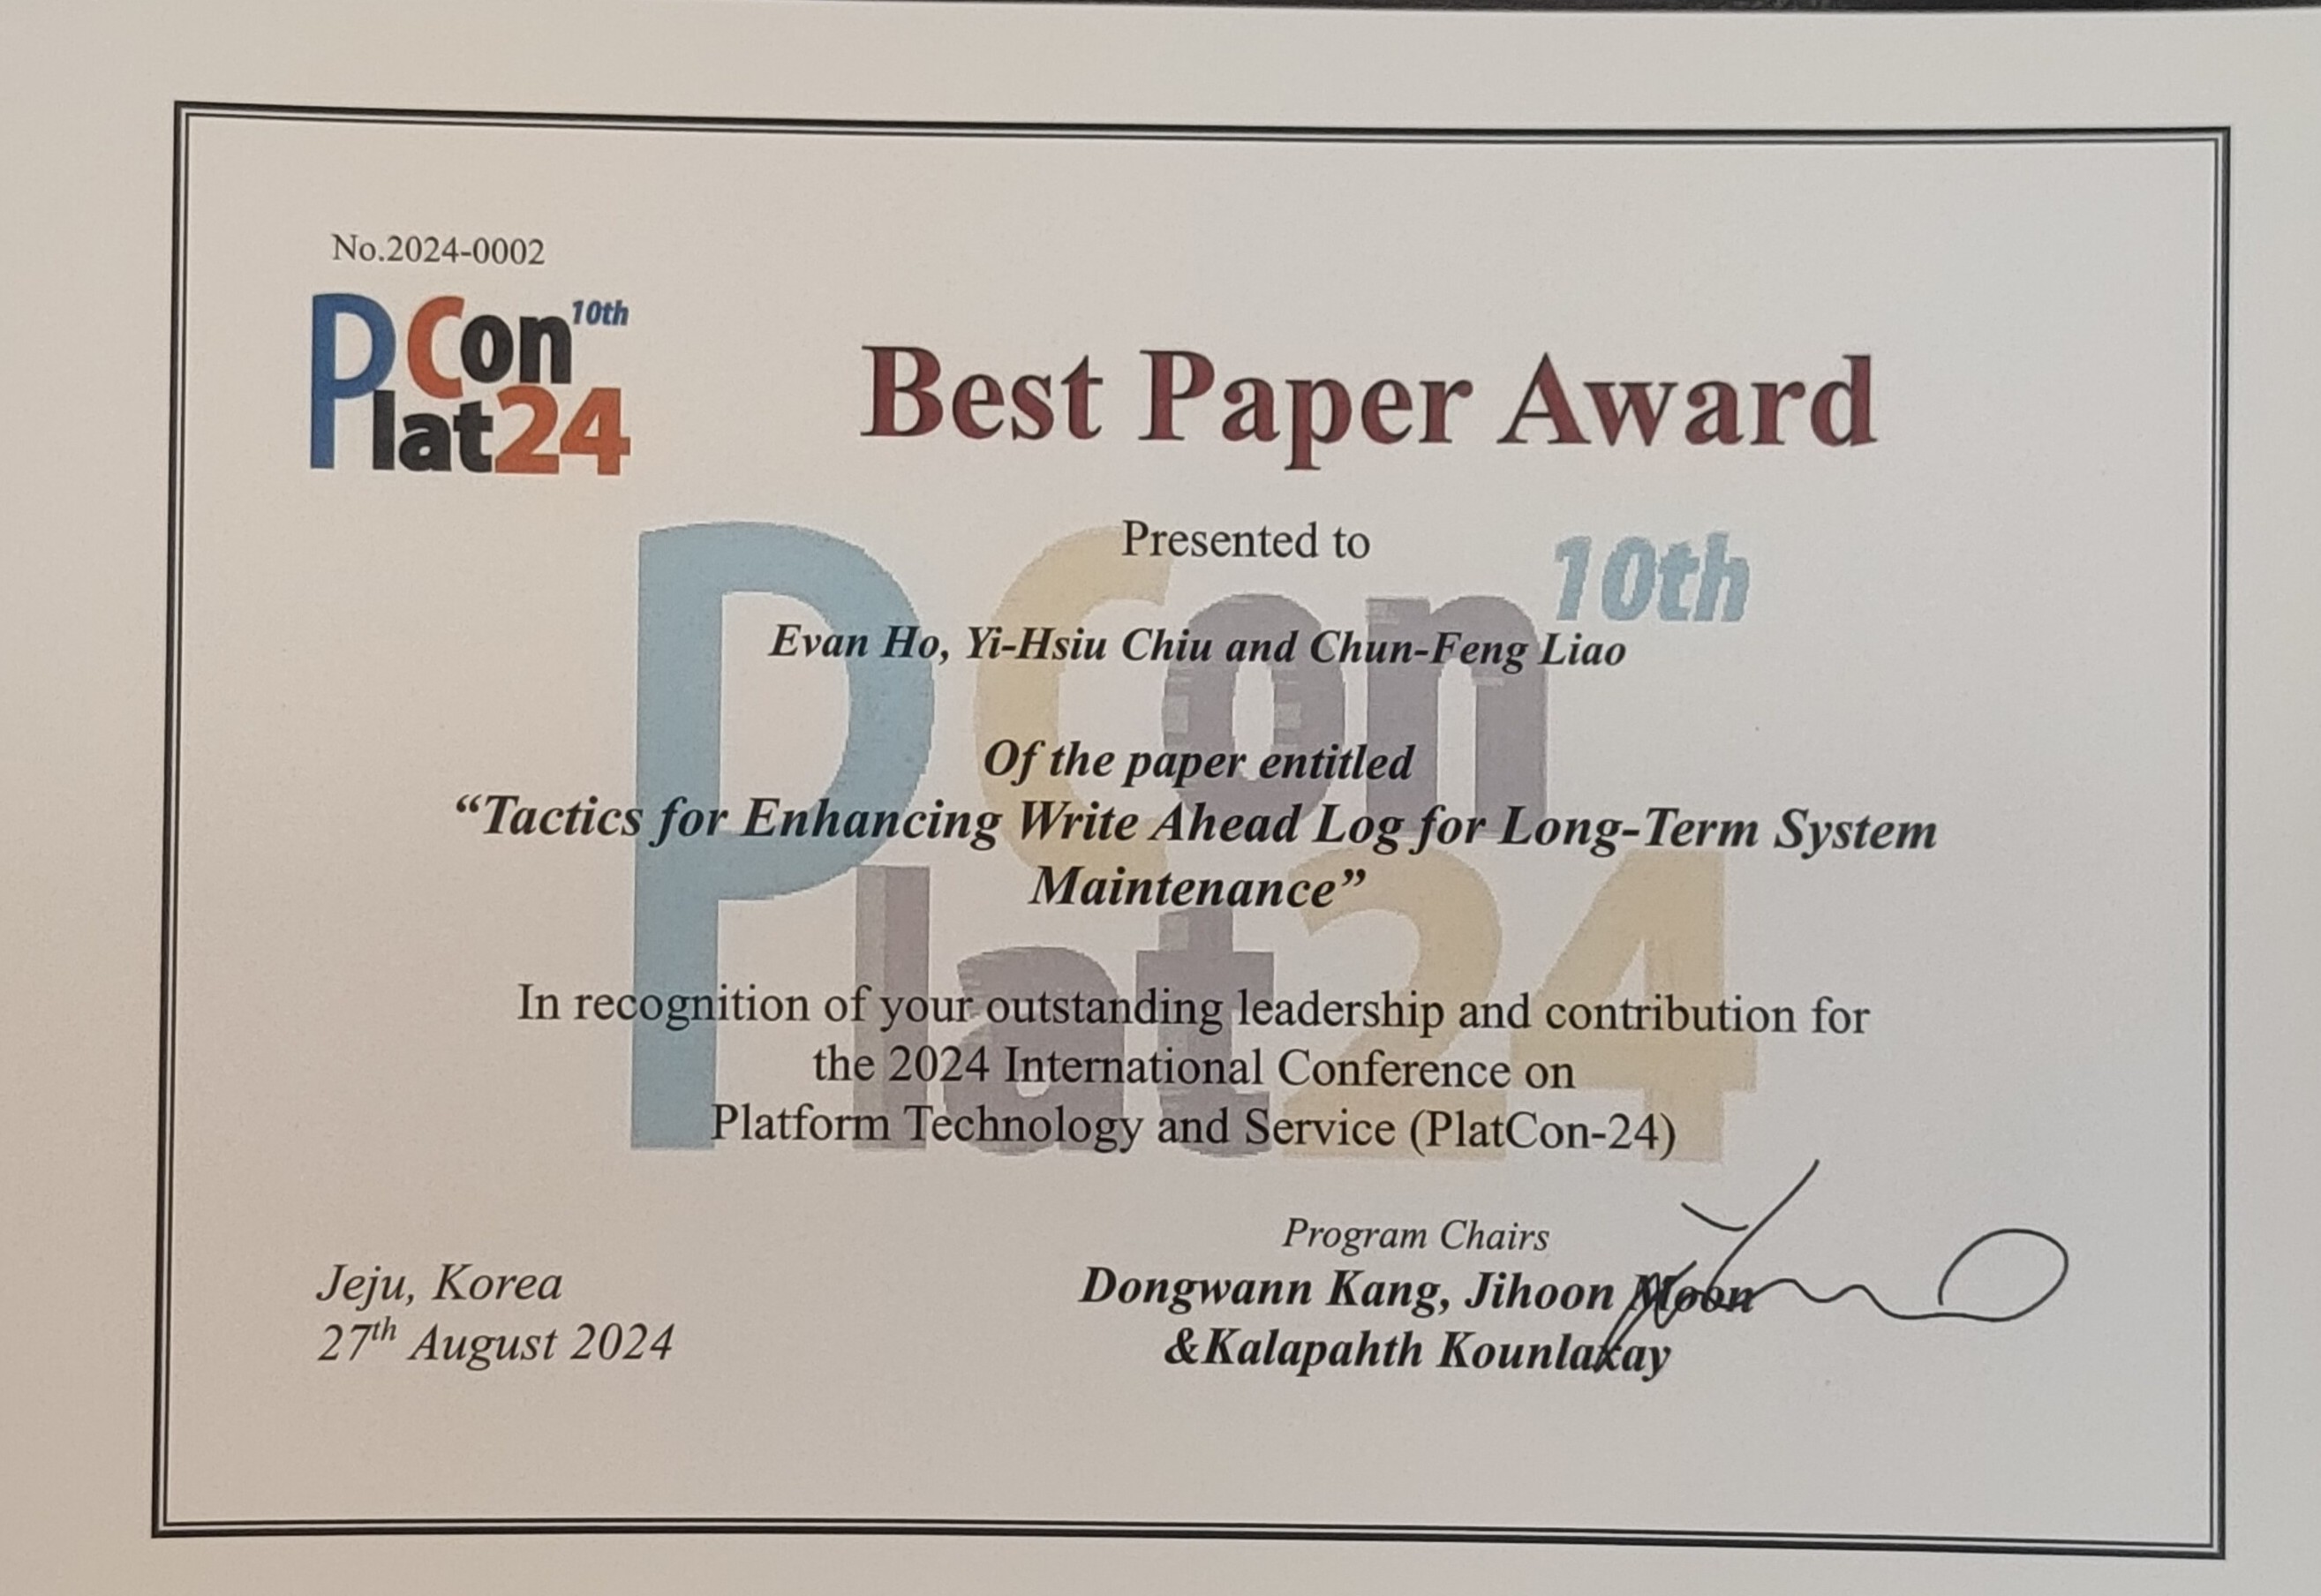 No.2024-0002
PCon 10th
Plat24
Best Paper Award
Presented to
10th
Evan Ho, Yi-Hsiu Chiu and Chun-Feng Liao
Of the paper entitled
“Tactics for Enhancing Write Ahead Log for Long-Term System
Maintenance”
In recognition of your outstanding leadership and contribution for
the 2024 International Conference on
Platform Technology and Service (PlatCon-24)
Program Chairs
Dongwann Kang, Jihoon Moon
&Kalapahth Kounlakay
Jeju, Korea
27th August 2024